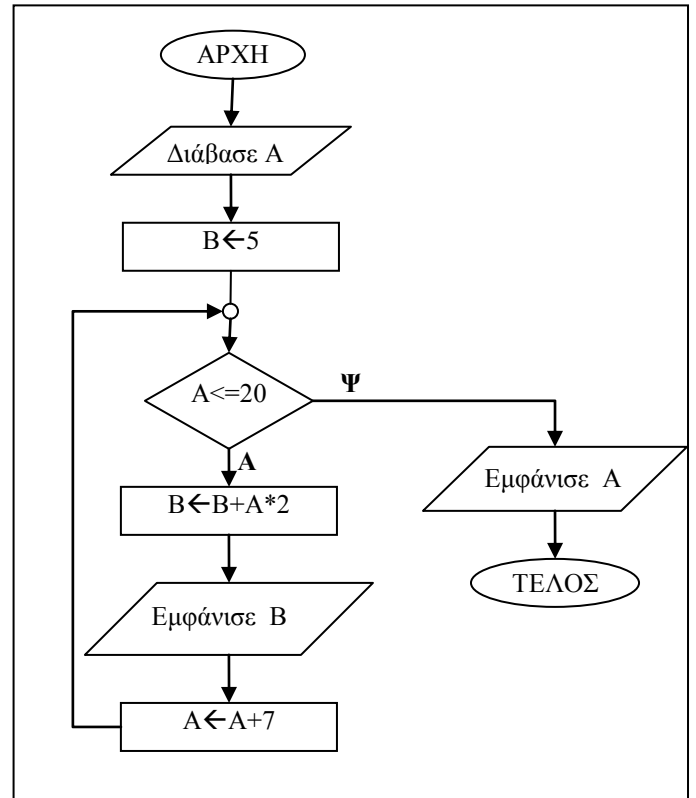 ΑΡΧΗ
Διάβασε Α
Β←5
Α<=20
Ψ
Α
Β←Β+Α*2
Εμφάνισε Α
Εμφάνισε Β
ΤΕΛΟΣ
Α←Α+7